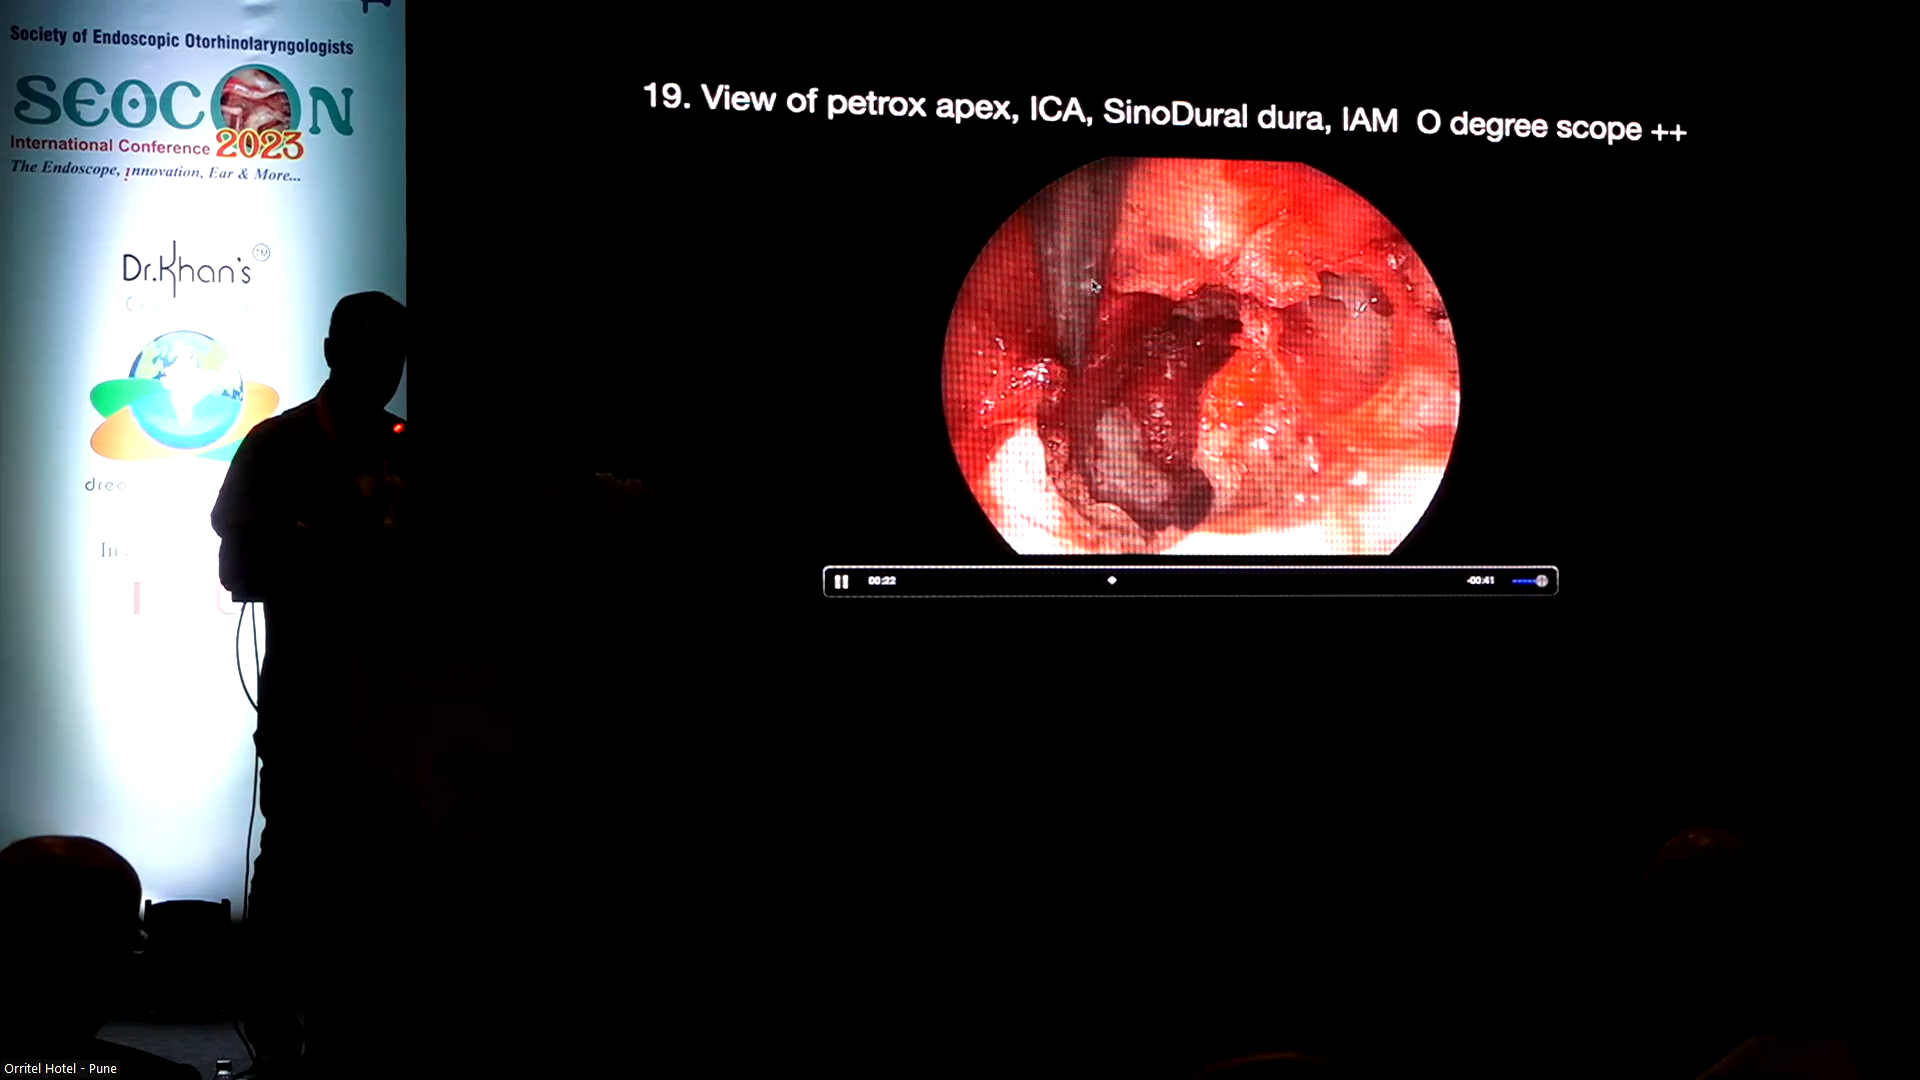 Society of Endoscopic Otorhinolaryngologists
SEOCON
International Conference 2023
The Endoscope, Innovation, Ear & More...
Dr.Khan's TM
19. View of petrox apex, ICA, SinoDural dura, IAM O degree scope ++
00:22
-00:41
Orritel Hotel - Pune